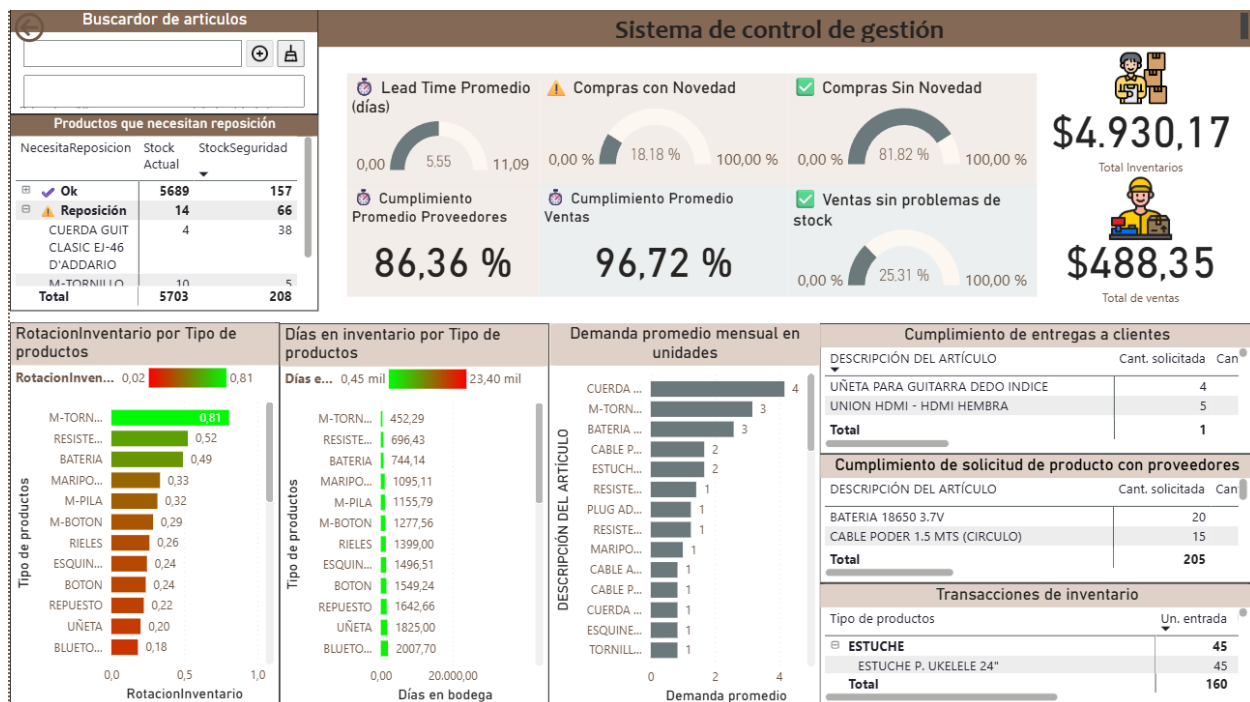 Buscardor de articulos
Sistema de control de gestión
Productos que necesitan reposición
NecesitaReposicion Stock Actual StockSeguridad
Ok 5689 157
Reposición 14 66
CUERDA GUIT CLASIC EJ-46 D'ADDARIO 4 38
M-TORNILLO 10 5
Total 5703 208
Lead Time Promedio (días)
0,00 5,55 11,09
Compras con Novedad
0,00 % 18,18 % 100,00 %
Compras Sin Novedad
0,00 % 81,82 % 100,00 %
Cumplimiento Promedio Proveedores
86,36 %
Cumplimiento Promedio Ventas
96,72 %
Ventas sin problemas de stock
0,00 % 25,31 % 100,00 %
$4.930,17
Total Inventarios
$488,35
Total de ventas
RotacionInventario por Tipo de productos
RotacionInven... 0,02 0,81
Tipo de productos
M-TORN... 0,81
RESISTE... 0,52
BATERIA 0,49
MARIPO... 0,33
M-PILA 0,32
M-BOTON 0,29
RIELES 0,26
ESQUIN... 0,24
BOTON 0,24
REPUESTO 0,22
UÑETA 0,20
BLUETO... 0,18
0,0 0,5 1,0
RotacionInventario
Días en inventario por Tipo de productos
Días e... 0,45 mil 23,40 mil
Tipo de productos
M-TORN... 452,29
RESISTE... 696,43
BATERIA 744,14
MARIPO... 1095,11
M-PILA 1155,79
M-BOTON 1277,56
RIELES 1399,00
ESQUIN... 1496,51
BOTON 1549,24
REPUESTO 1642,66
UÑETA 1825,00
BLUETO... 2007,70
0,00 20.000,00
Días en bodega
Demanda promedio mensual en unidades
DESCRIPCIÓN DEL ARTÍCULO
CUERDA ... 4
M-TORN... 3
BATERIA ... 3
CABLE P... 2
ESTUCH... 2
RESISTE... 1
PLUG AD... 1
RESISTE... 1
MARIPO... 1
CABLE A... 1
CABLE P... 1
CUERDA ... 1
ESQUINE... 1
TORNILL... 1
0 2 4
Demanda promedio
Cumplimiento de entregas a clientes
DESCRIPCIÓN DEL ARTÍCULO Cant. solicitada Can
UÑETA PARA GUITARRA DEDO INDICE 4
UNION HDMI - HDMI HEMBRA 5
Total 1
Cumplimiento de solicitud de producto con proveedores
DESCRIPCIÓN DEL ARTÍCULO Cant. solicitada Can
BATERIA 18650 3.7V 20
CABLE PODER 1.5 MTS (CIRCULO) 15
Total 205
Transacciones de inventario
Tipo de productos Un. entrada
ESTUCHE 45
ESTUCHE P. UKELELE 24" 45
Total 160